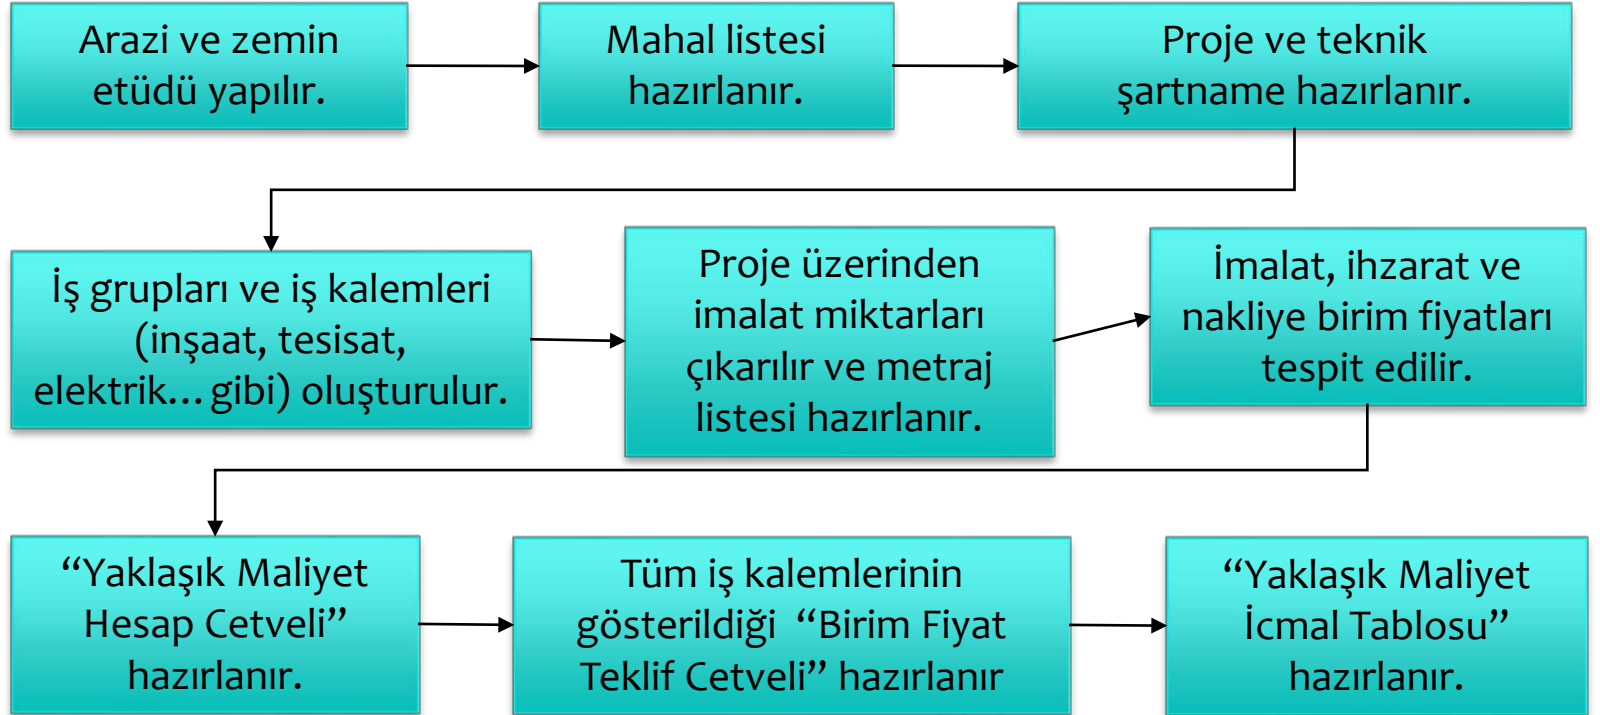 Arazi ve zemin
etüdü yapılır.
Mahal listesi
hazırlanır.
Proje ve teknik
şartname hazırlanır.
İş grupları ve iş kalemleri
(inşaat, tesisat,
elektrik… gibi) oluşturulur.
Proje üzerinden
imalat miktarları
çıkarılır ve metraj
listesi hazırlanır.
İmalat, ihzarat ve
nakliye birim fiyatları
tespit edilir.
“Yaklaşık Maliyet
Hesap Cetveli”
hazırlanır.
Tüm iş kalemlerinin
gösterildiği “Birim Fiyat
Teklif Cetveli” hazırlanır
“Yaklaşık Maliyet
İcmal Tablosu”
hazırlanır.